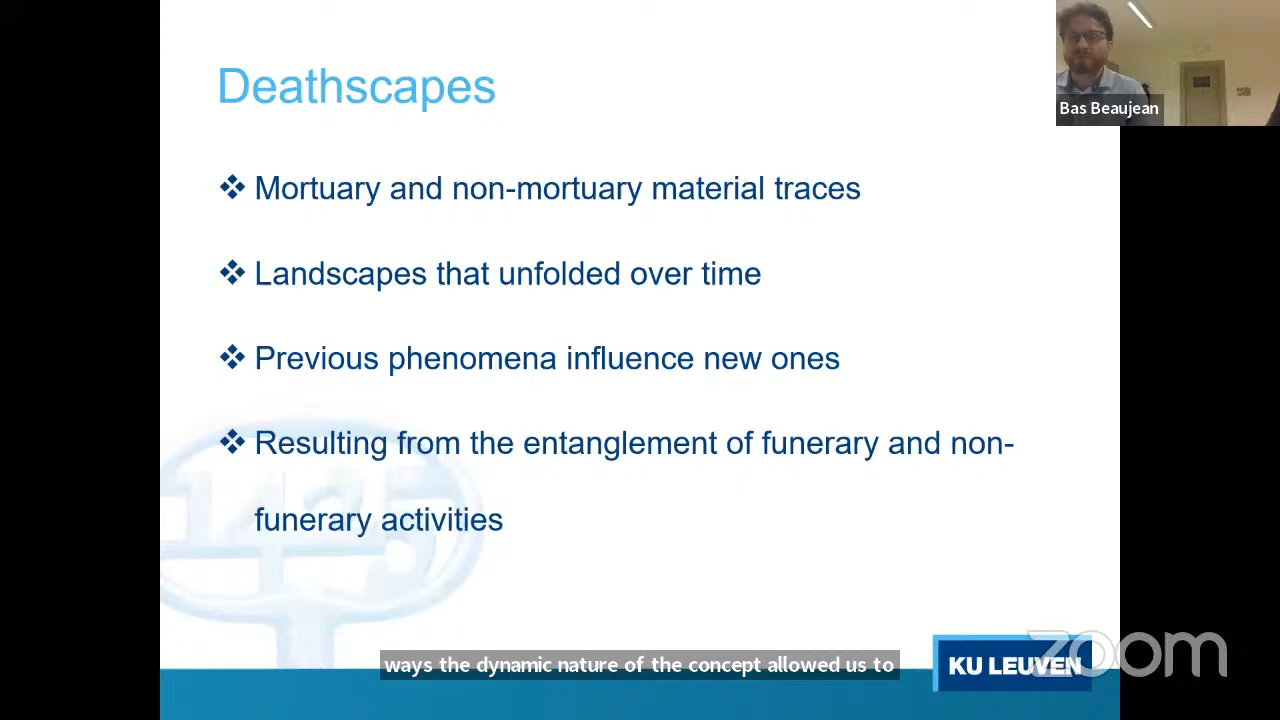 Deathscapes
Bas Beaujean
❖ Mortuary and non-mortuary material traces
❖ Landscapes that unfolded over time
❖ Previous phenomena influence new ones
❖ Resulting from the entanglement of funerary and non-
funerary activities
1425
ways the dynamic nature of the concept allowed us to
KU LEUVEN
zoom